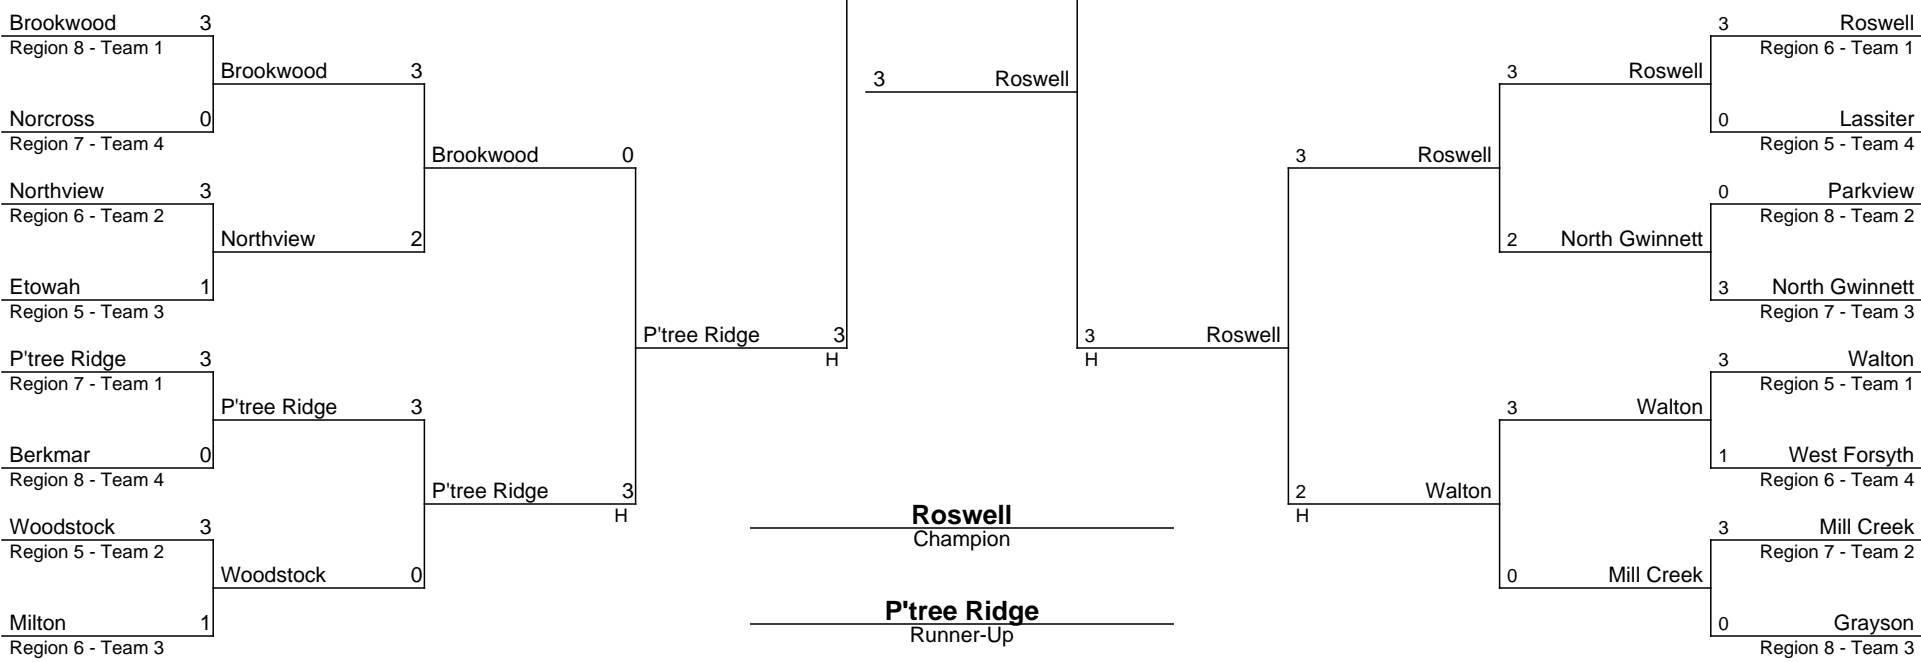 Brookwood 3
Region 8 - Team 1
Brookwood 3
Norcross 0
Region 7 - Team 4
Brookwood 0
Northview 3
Region 6 - Team 2
Northview 2
Etowah 1
Region 5 - Team 3
P'tree Ridge 3
H
P'tree Ridge 3
Region 7 - Team 1
P'tree Ridge 3
Berkmar 0
Region 8 - Team 4
P'tree Ridge 3
H
Woodstock 3
Region 5 - Team 2
Woodstock 0
Milton 1
Region 6 - Team 3
3 Roswell
Roswell
Champion
P'tree Ridge
Runner-Up
3 Roswell
Region 6 - Team 1
3 Roswell
0 Lassiter
Region 5 - Team 4
3 Roswell
0 Parkview
Region 8 - Team 2
2 North Gwinnett
3 North Gwinnett
Region 7 - Team 3
3 Roswell
H
3 Walton
Region 5 - Team 1
3 Walton
1 West Forsyth
Region 6 - Team 4
2 Walton
H
3 Mill Creek
Region 7 - Team 2
0 Mill Creek
0 Grayson
Region 8 - Team 3